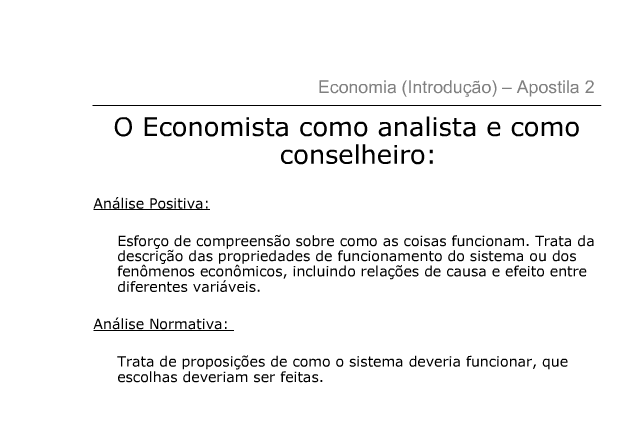 Economia (Introdução) – Apostila 2
O Economista como analista e como
conselheiro:
Análise Positiva:
Esforço de compreensão sobre como as coisas funcionam. Trata da
descrição das propriedades de funcionamento do sistema ou dos
fenômenos econômicos, incluindo relações de causa e efeito entre
diferentes variáveis.
Análise Normativa:
Trata de proposições de como o sistema deveria funcionar, que
escolhas deveriam ser feitas.